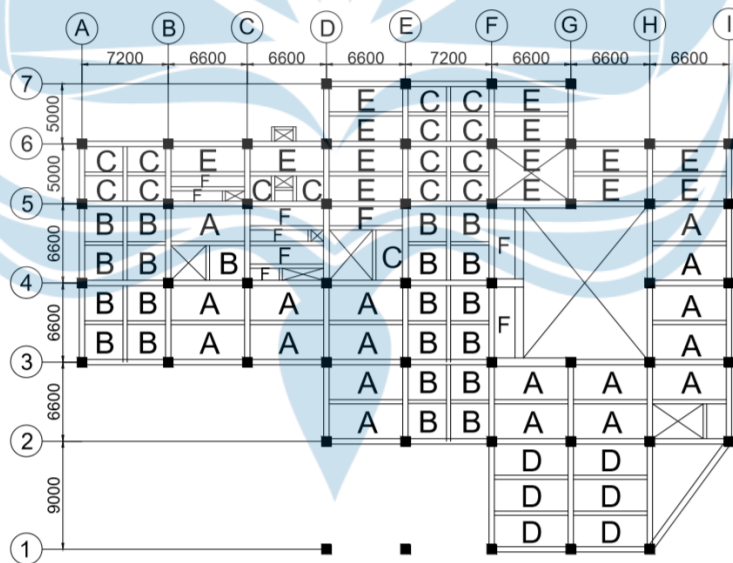 A B C D E F G H I
7200 6600 6600 6600 7200 6600 6600 6600
7
5000
E C C E
E C C E
6
5000
C C E E E C C E E E
F
C C F C C E C C E E E
5
6600
F F
B B A B B A
F F
B B B F C B B A
F
4
6600
B B A A A B B A
F
B B A A A B B A
3
6600
A B B A A A
A B B A A
2
9000
D D
D D
D D
1